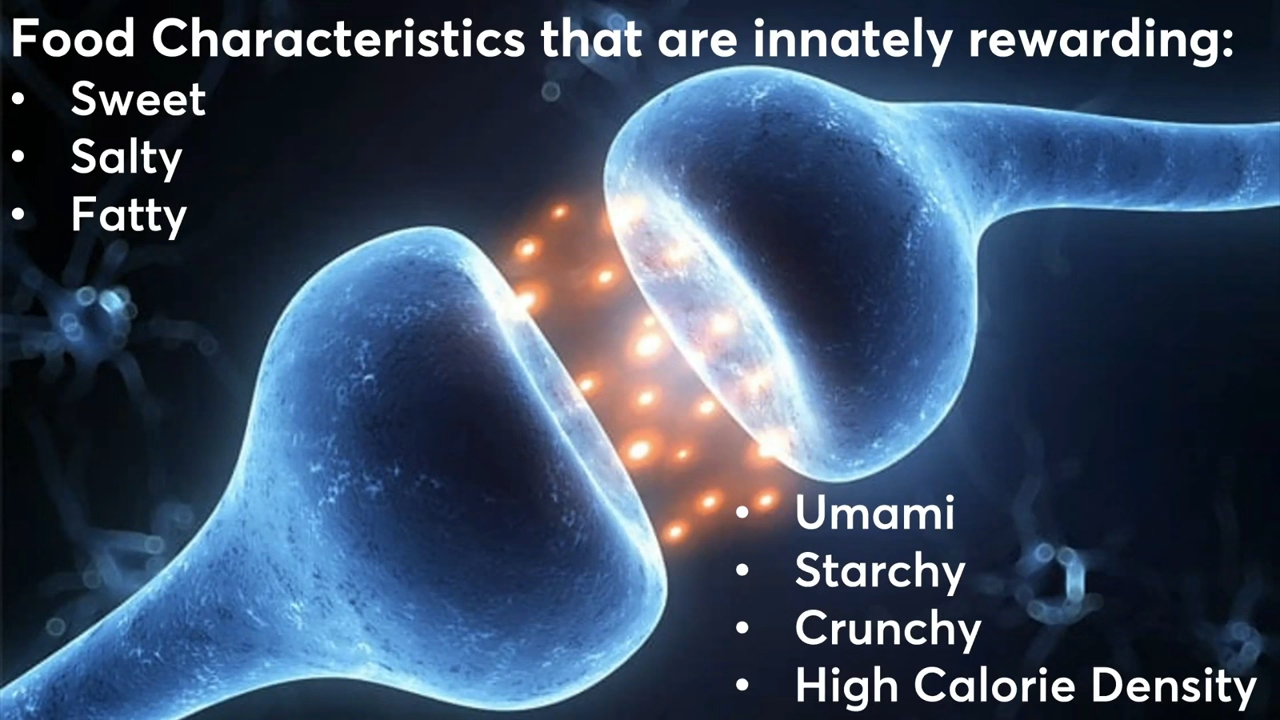 Food Characteristics that are innately rewarding:
• Sweet
• Salty
• Fatty
• Umami
• Starchy
• Crunchy
• High Calorie Density